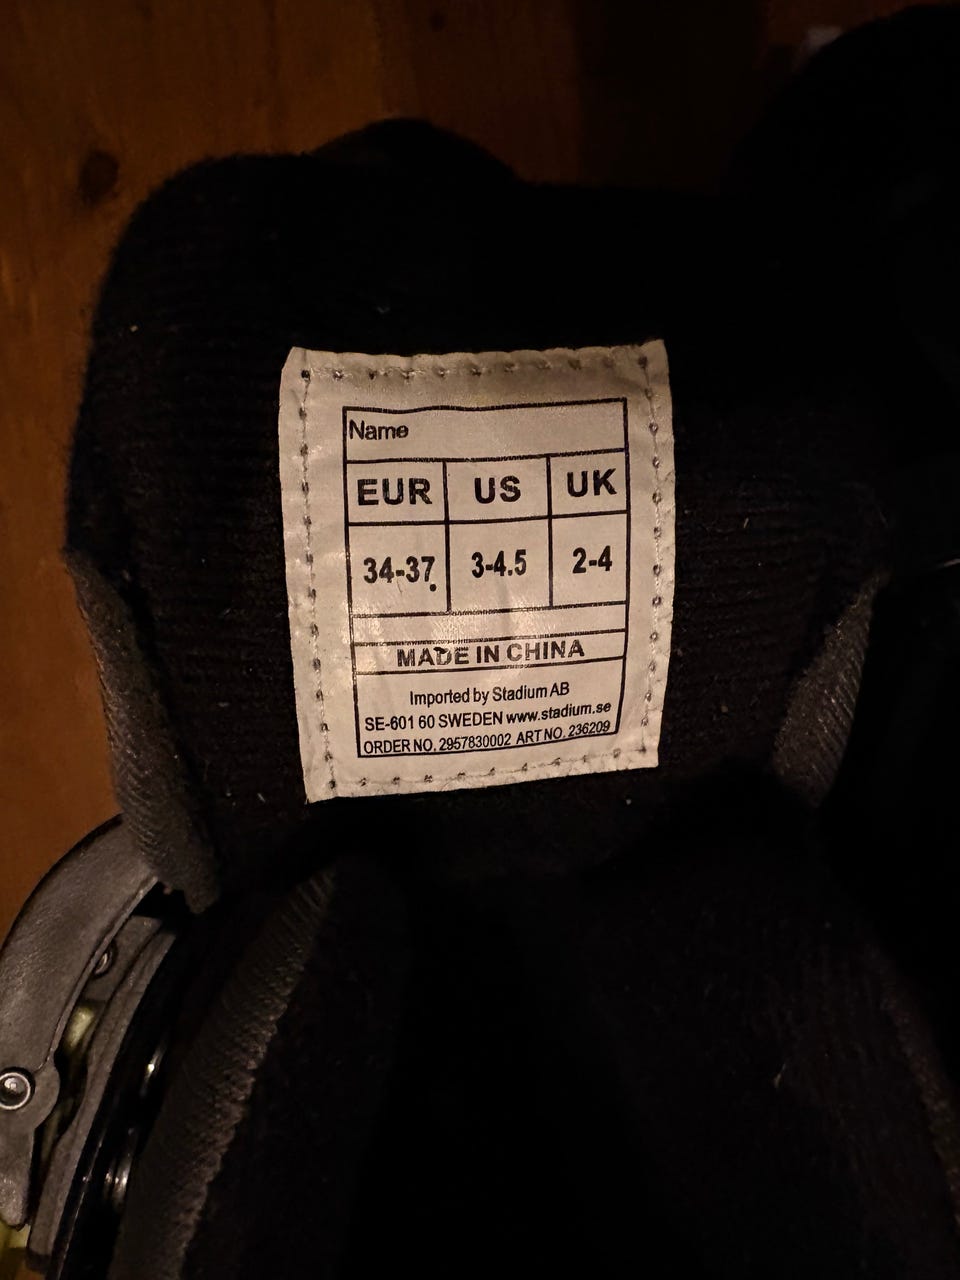 Name
EUR US UK
34-37 3-4.5 2-4
MADE IN CHINA
Imported by Stadium AB
SE-601 60 SWEDEN www.stadium.se
ORDER NO. 2957830002 ART NO. 236209